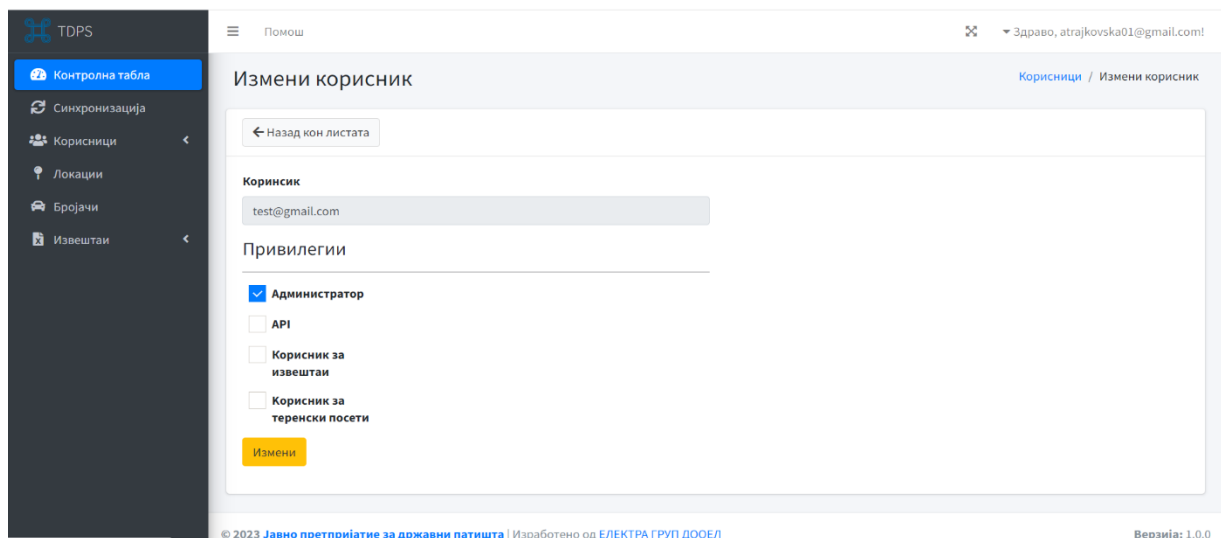 TDPS
Помош
Здраво, atrajkovska01@gmail.com!
Контролна табла
Синхронизација
Корисници
Локации
Бројачи
Извештаи
Измени корисник
Корисници / Измени корисник
Назад кон листата
Коринсик
test@gmail.com
Привилегии
Администратор
API
Корисник за
извештаи
Корисник за
теренски посети
Измени
© 2023 Јавно претпријатие за државни патишта | Изработено од ЕЛЕКТРА ГРУП ДООЕЛ
Верзија: 1.0.0